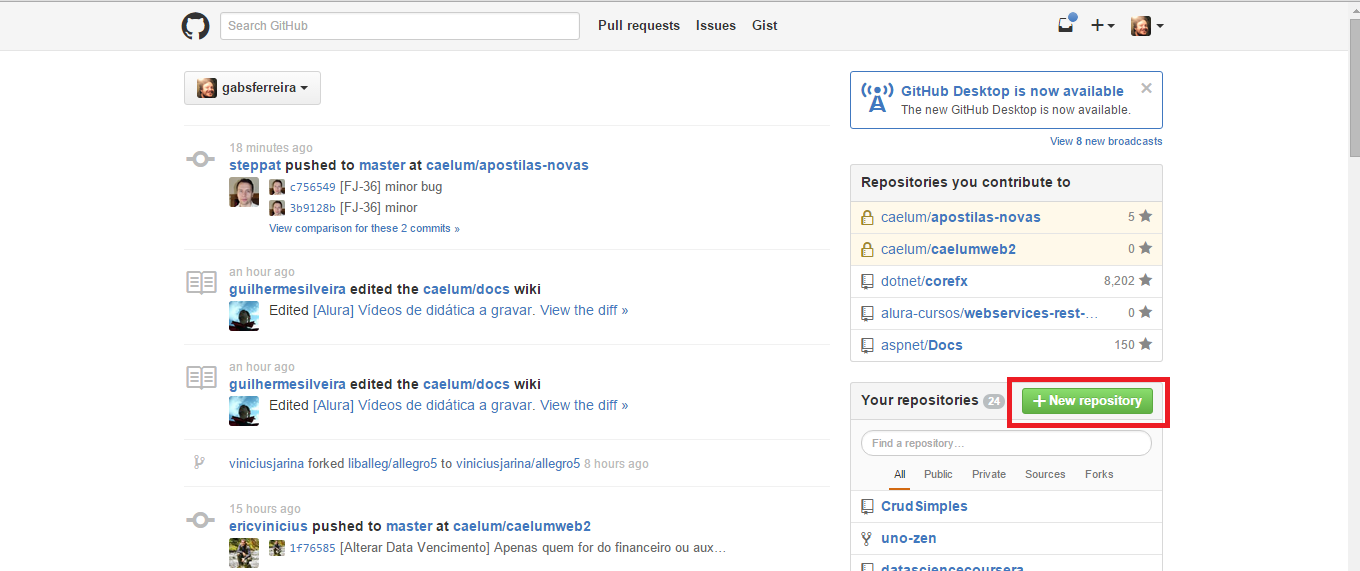 Search GitHub
Pull requests Issues Gist
gabsferreira
18 minutes ago
steppat pushed to master at caelum/apostilas-novas
c756549 [FJ-36] minor bug
3b9128b [FJ-36] minor
View comparison for these 2 commits »
an hour ago
guilhermesilveira edited the caelum/docs wiki
Edited [Alura] Vídeos de didática a gravar. View the diff »
an hour ago
guilhermesilveira edited the caelum/docs wiki
Edited [Alura] Vídeos de didática a gravar. View the diff »
viniciusjarina forked liballeg/allegro5 to viniciusjarina/allegro5 8 hours ago
15 hours ago
ericvinicius pushed to master at caelum/caelumweb2
1f76585 [Alterar Data Vencimento] Apenas quem for do financeiro ou aux…
GitHub Desktop is now available
The new GitHub Desktop is now available.
View 8 new broadcasts
Repositories you contribute to
caelum/apostilas-novas 5
caelum/caelumweb2 0
dotnet/corefx 8,202
alura-cursos/webservices-rest-… 0
aspnet/Docs 150
Your repositories 24 New repository
Find a repository…
All Public Private Sources Forks
CrudSimples
uno-zen
datasciencecoursera